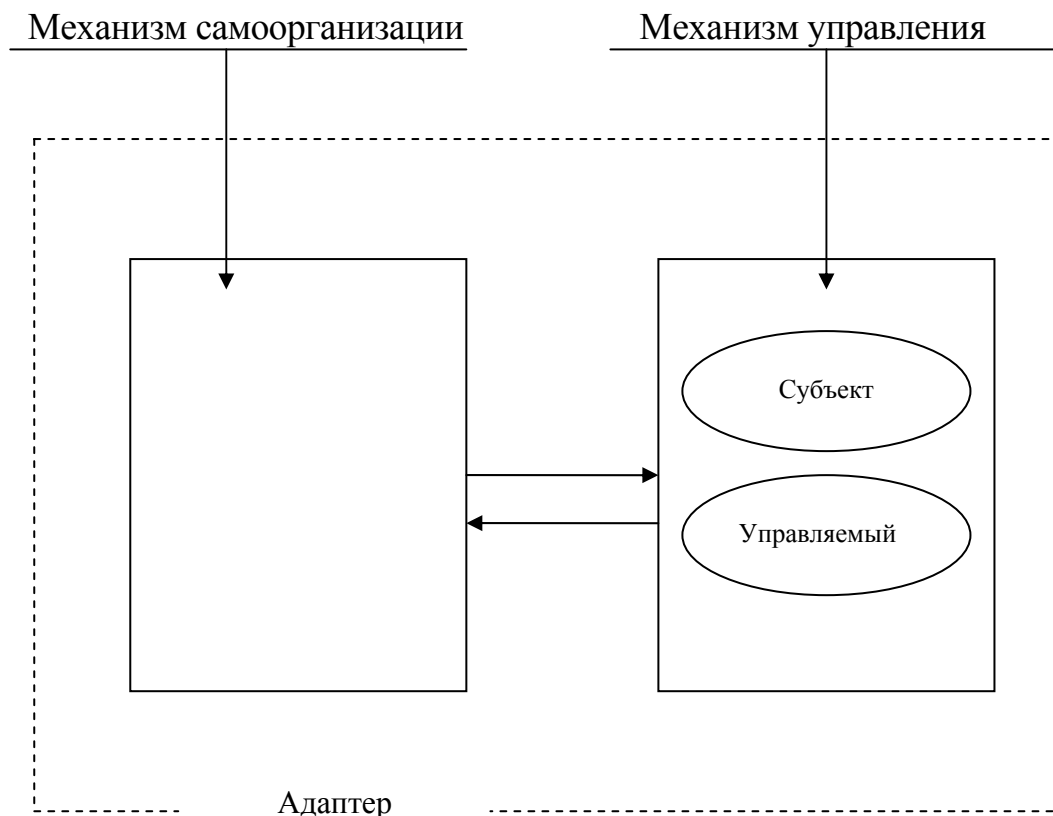 Механизм самоорганизации
Механизм управления
Субъект
Управляемый
Адаптер